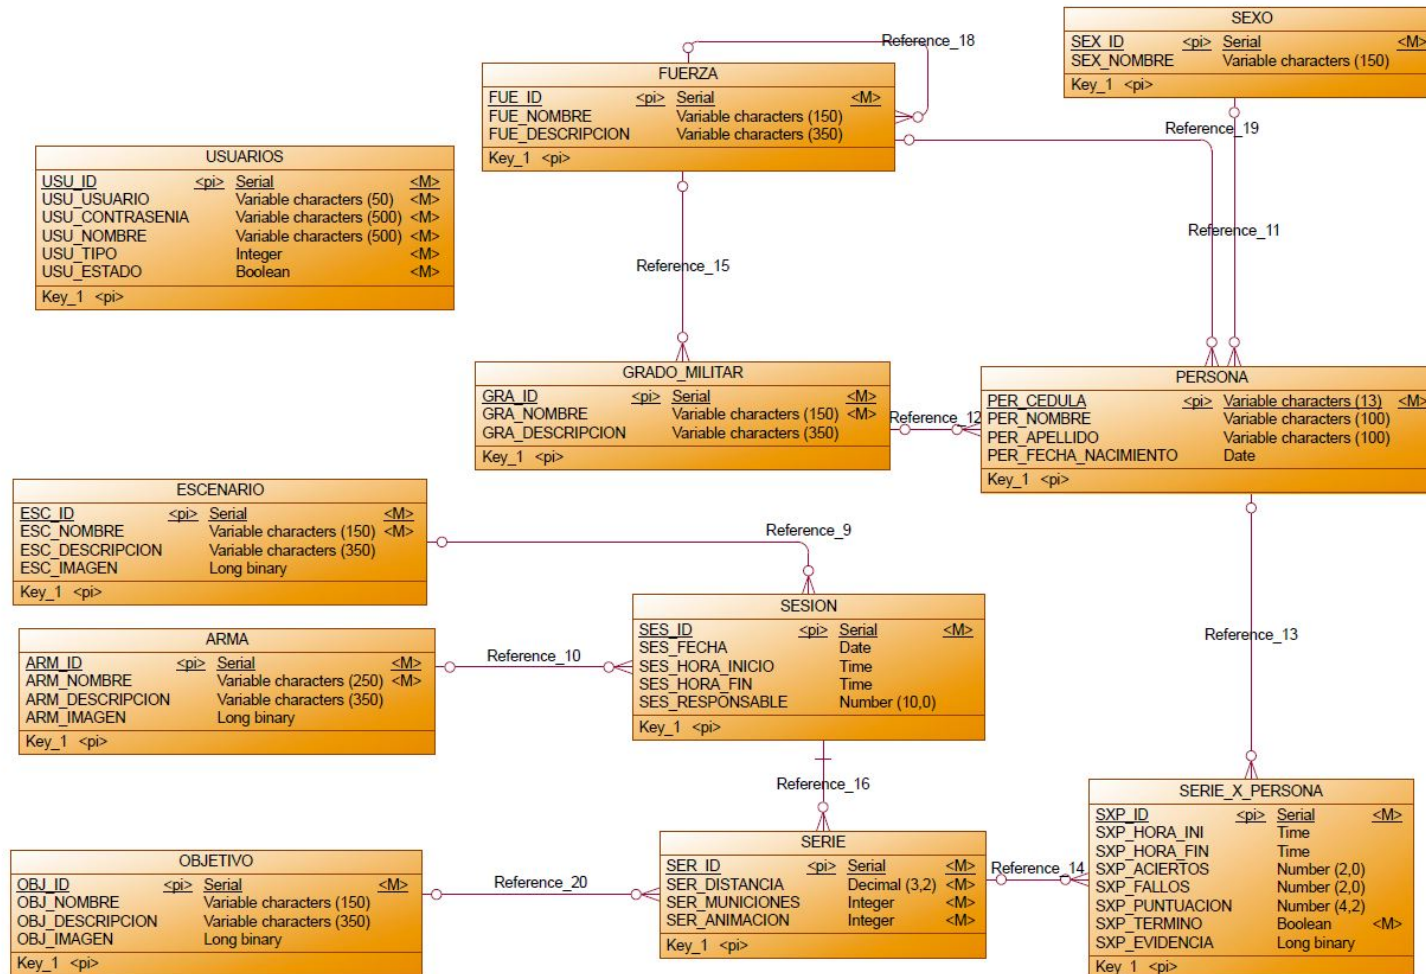 SEXO
SEX_ID <pi> Serial <M>
SEX_NOMBRE Variable characters (150)
Key_1 <pi>
Reference_18
FUERZA
FUE_ID <pi> Serial <M>
FUE_NOMBRE Variable characters (150)
FUE_DESCRIPCION Variable characters (350)
Key_1 <pi>
Reference_19
USUARIOS
USU_ID <pi> Serial <M>
USU_USUARIO Variable characters (50) <M>
USU_CONTRASENIA Variable characters (500) <M>
USU_NOMBRE Variable characters (500) <M>
USU_TIPO Integer <M>
USU_ESTADO Boolean <M>
Key_1 <pi>
Reference_11
Reference_15
GRADO_MILITAR
GRA_ID <pi> Serial <M>
GRA_NOMBRE Variable characters (150) <M>
GRA_DESCRIPCION Variable characters (350)
Key_1 <pi>
Reference_12
PERSONA
PER_CEDULA <pi> Variable characters (13) <M>
PER_NOMBRE Variable characters (100)
PER_APELLIDO Variable characters (100)
PER_FECHA_NACIMIENTO Date
Key_1 <pi>
ESCENARIO
ESC_ID <pi> Serial <M>
ESC_NOMBRE Variable characters (150) <M>
ESC_DESCRIPCION Variable characters (350)
ESC_IMAGEN Long binary
Key_1 <pi>
Reference_9
SESION
SES_ID <pi> Serial <M>
SES_FECHA Date
SES_HORA_INICIO Time
SES_HORA_FIN Time
SES_RESPONSABLE Number (10,0)
Key_1 <pi>
ARMA
ARM_ID <pi> Serial <M>
ARM_NOMBRE Variable characters (250) <M>
ARM_DESCRIPCION Variable characters (350)
ARM_IMAGEN Long binary
Key_1 <pi>
Reference_10
Reference_13
Reference_16
SERIE_X_PERSONA
SXP_ID <pi> Serial <M>
SXP_HORA_INI Time
SXP_HORA_FIN Time
SXP_ACIERTOS Number (2,0)
SXP_FALLOS Number (2,0)
SXP_PUNTUACION Number (4,2)
SXP_TERMINO Boolean <M>
SXP_EVIDENCIA Long binary
Key_1 <pi>
SERIE
SER_ID <pi> Serial <M>
SER_DISTANCIA Decimal (3,2) <M>
SER_MUNICIONES Integer <M>
SER_ANIMACION Integer <M>
Key_1 <pi>
Reference_14
OBJETIVO
OBJ_ID <pi> Serial <M>
OBJ_NOMBRE Variable characters (150)
OBJ_DESCRIPCION Variable characters (350)
OBJ_IMAGEN Long binary
Key_1 <pi>
Reference_20